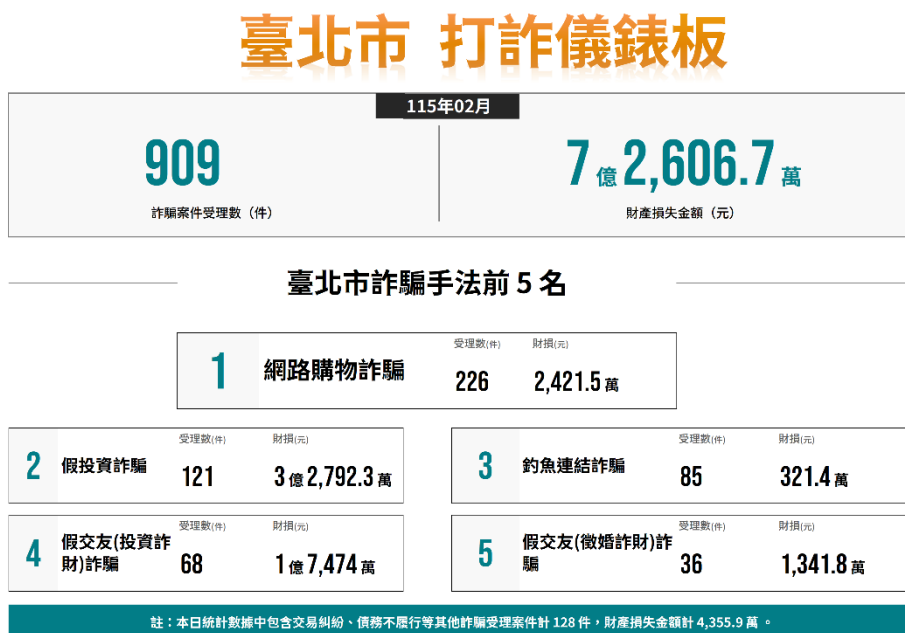 臺北市 打詐儀錶板
115年02月
909
詐騙案件受理數（件）
7億2,606.7萬
財產損失金額（元）
臺北市詐騙手法前 5 名
1
網路購物詐騙
受理數(件)
226
財損(元)
2,421.5 萬
2
假投資詐騙
受理數(件)
121
財損(元)
3 億 2,792.3 萬
3
釣魚連結詐騙
受理數(件)
85
財損(元)
321.4 萬
4
假交友(投資詐
財)詐騙
受理數(件)
68
財損(元)
1 億 7,474 萬
5
假交友(徵婚詐財)詐
騙
受理數(件)
36
財損(元)
1,341.8 萬
註：本日統計數據中包含交易糾紛、債務不履行等其他詐騙受理案件計 128 件，財產損失金額計 4,355.9 萬 。